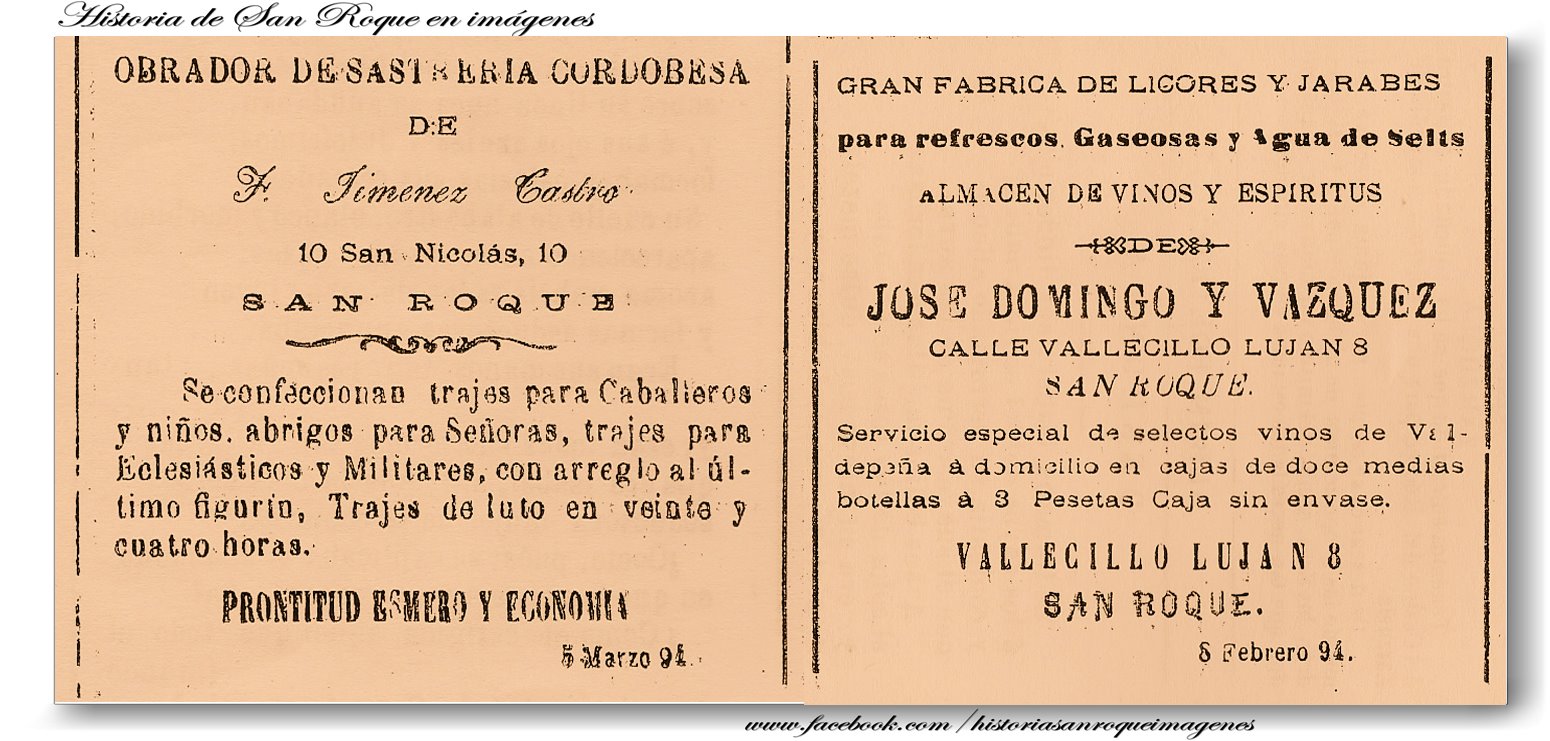 Historia de San Roque en imágenes
OBRADOR DE SASTRERIA CORDOBESA
DE
F. Jimenez Castro
10 San Nicolás, 10
SAN ROQUE
Se confeccionan trajes para Caballeros
y niños. abrigos para Señoras, trajes para
Eclesiásticos y Militares, con arreglo al úl-
timo figurin, Trajes de luto en veinte y
cuatro horas.
PRONTITUD ESMERO Y ECONOMIA
5 Marzo 94.
GRAN FABRICA DE LICORES Y JARABES
para refrescos, Gaseosas y Agua de Selts
ALMACEN DE VINOS Y ESPIRITUS
DE
JOSE DOMINGO Y VAZQUEZ
CALLE VALLECILLO LUJAN 8
SAN ROQUE.
Servicio especial de selectos vinos de Val-
depeña à domicilio en cajas de doce medias
botellas à 3 Pesetas Caja sin envase.
VALLECILLO LUJAN 8
SAN ROQUE.
Febrero 94.
www.facebook.com/historiasanroqueimagenes